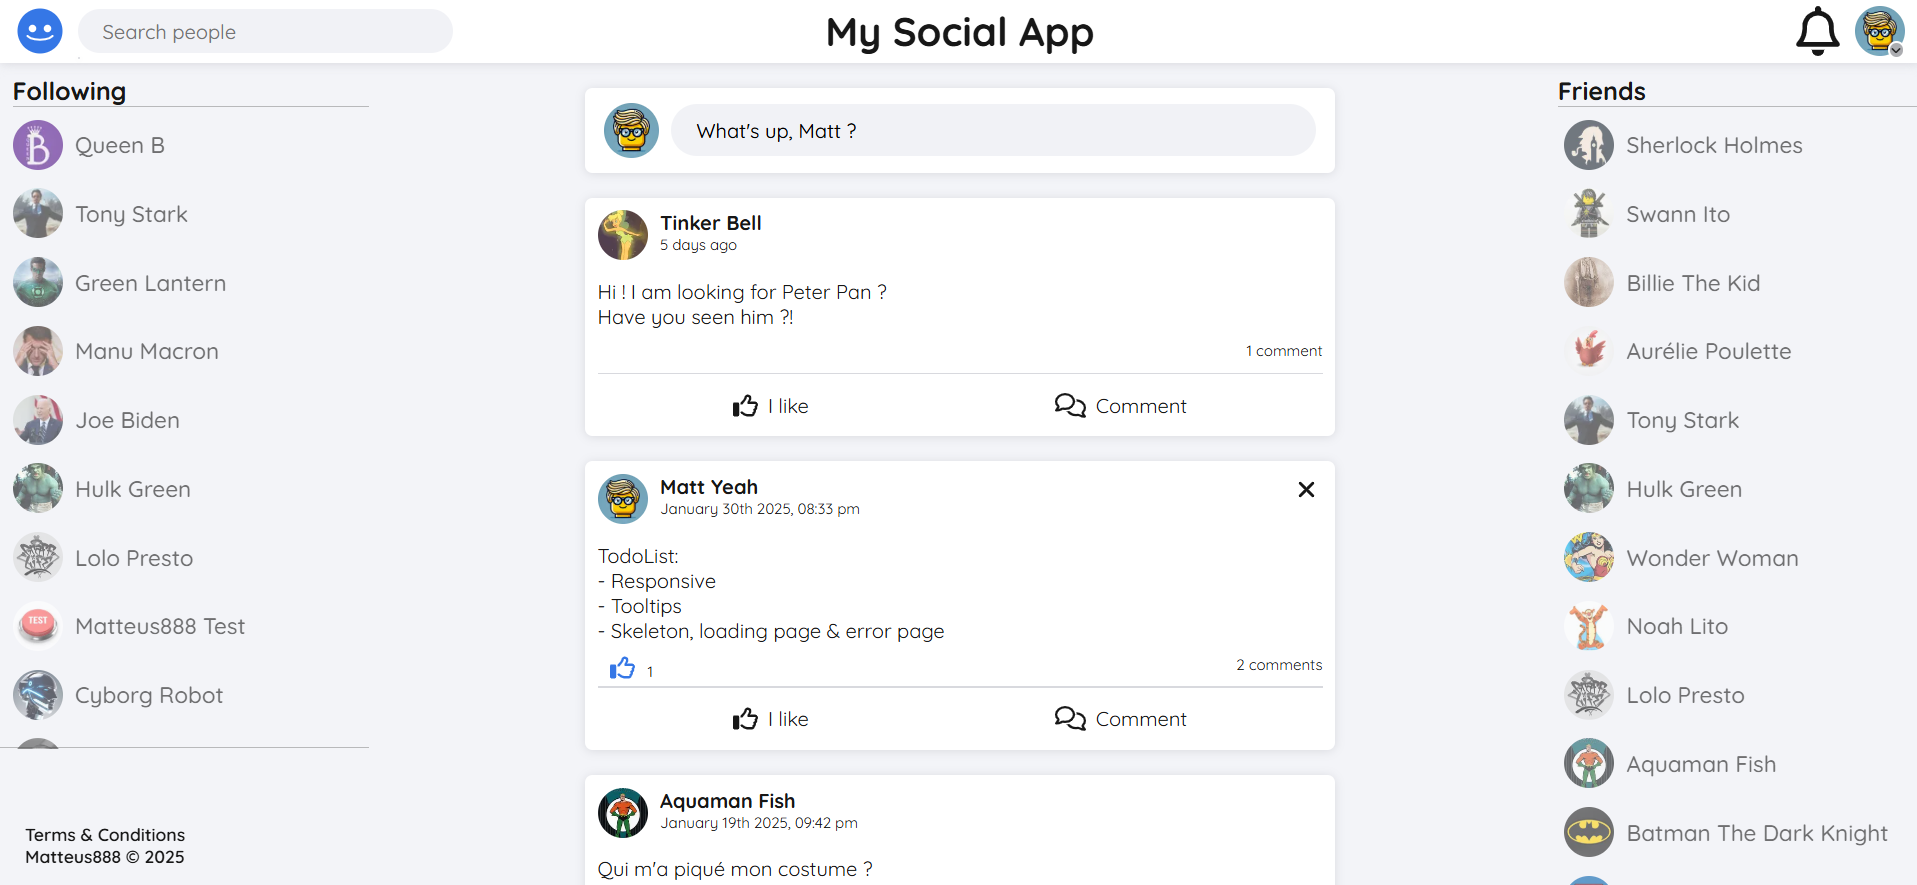 Search people
My Social App
Following
Queen B
Tony Stark
Green Lantern
Manu Macron
Joe Biden
Hulk Green
Lolo Presto
TEST
Matteus888 Test
Cyborg Robot
Terms & Conditions
Matteus888 © 2025
What's up, Matt ?
Tinker Bell
5 days ago
Hi ! I am looking for Peter Pan ?
Have you seen him ?!
1 comment
I like
Comment
Matt Yeah
January 30th 2025, 08:33 pm
TodoList:
- Responsive
- Tooltips
- Skeleton, loading page & error page
1
2 comments
I like
Comment
Aquaman Fish
January 19th 2025, 09:42 pm
Qui m'a piqué mon costume ?
Friends
Sherlock Holmes
Swann Ito
Billie The Kid
Aurélie Poulette
Tony Stark
Hulk Green
Wonder Woman
Noah Lito
Lolo Presto
Aquaman Fish
Batman The Dark Knight